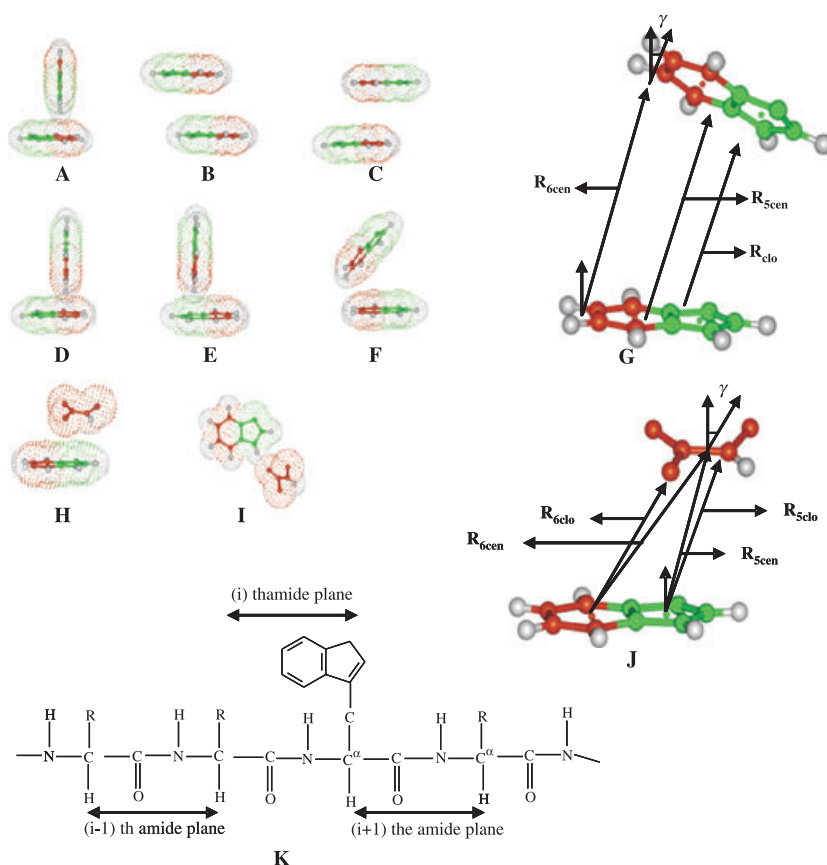 A
B
C
D
E
F
R6cen
R5cen
Rclo
G
H
I
γ
R6clo
R6cen
R5clo
R5cen
J
(i) thamide plane
H R H R C H R H
N C C N C C N Cα C N Cα C N
H O H O H O H O
(i-1) th amide plane
(i+1) the amide plane
K